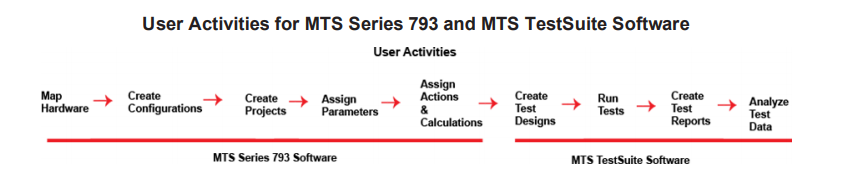 User Activities for MTS Series 793 and MTS TestSuite Software
User Activities
Map
Hardware
Create
Configurations
Create
Projects
Assign
Parameters
Assign
Actions
&
Calculations
Create
Test
Designs
Run
Tests
Create
Test
Reports
Analyze
Test
Data
MTS Series 793 Software
MTS TestSuite Software